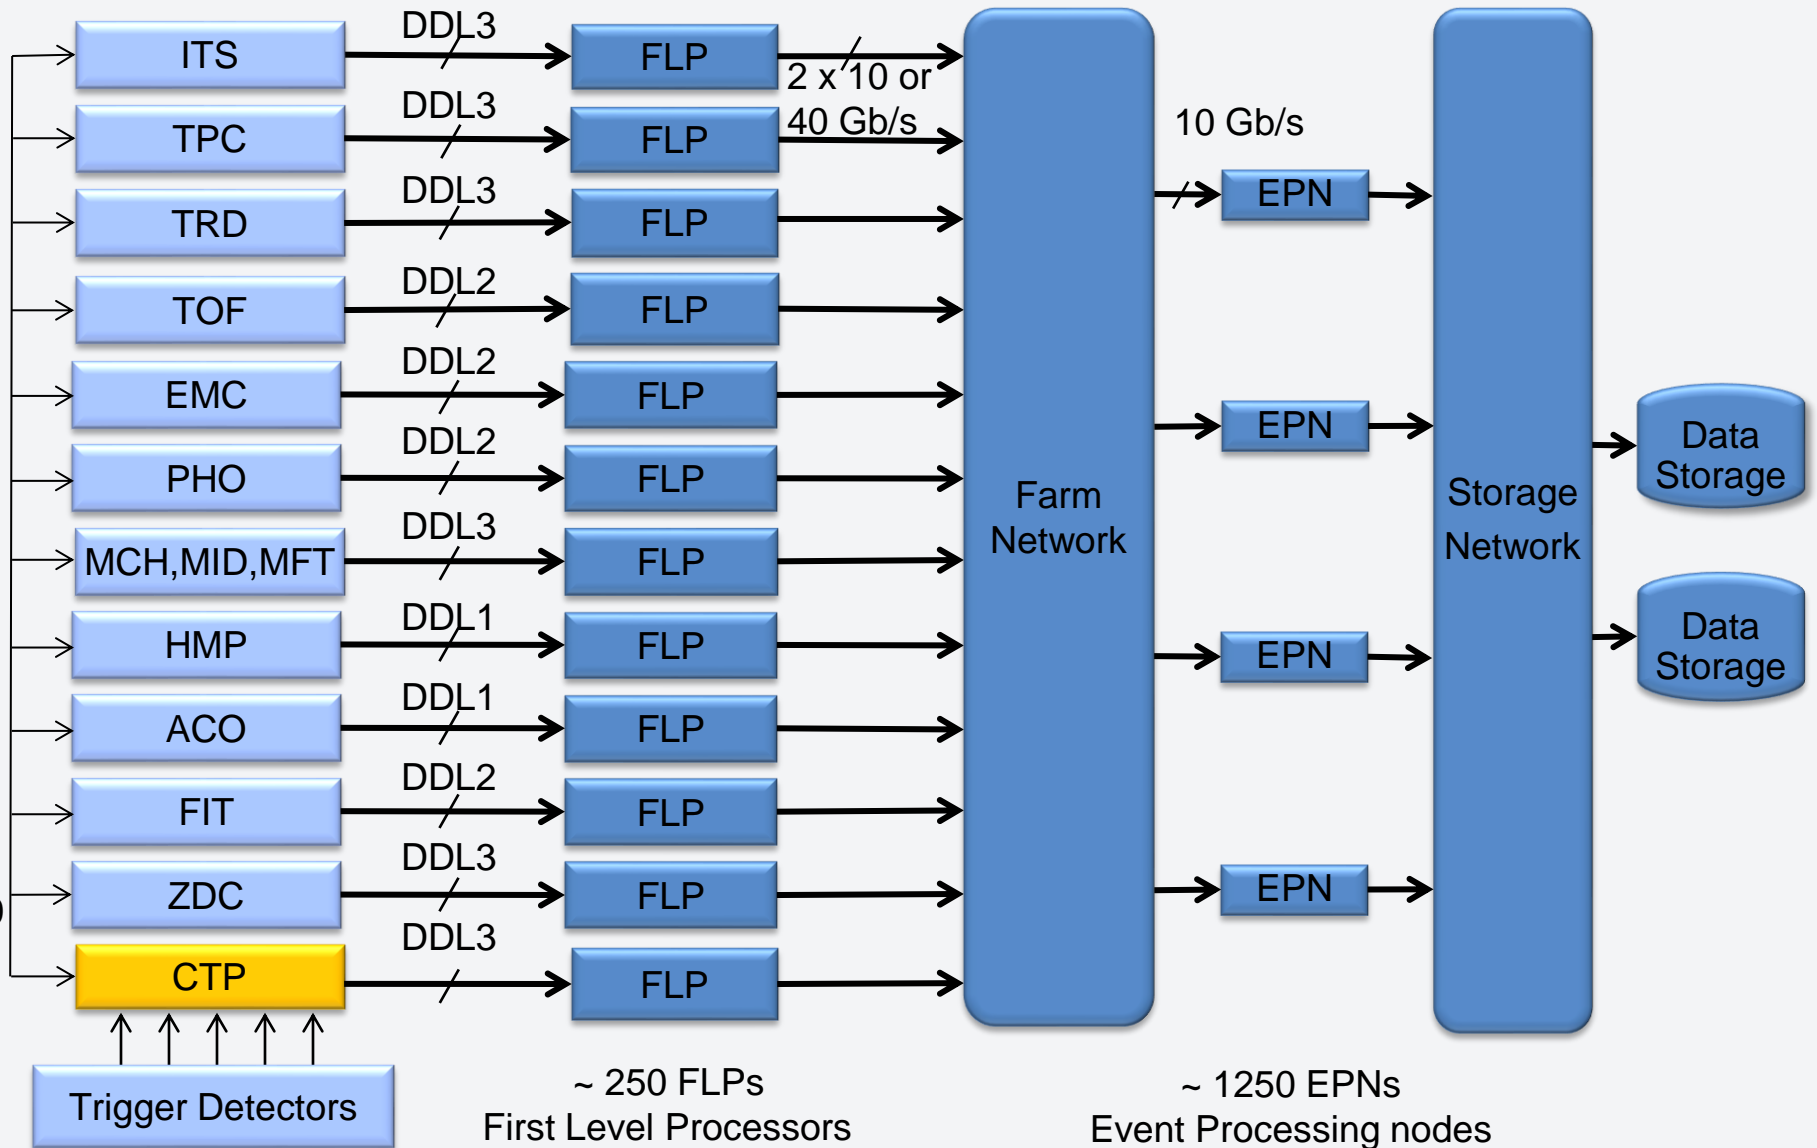 ITS
DDL3
FLP
2 x 10 or
40 Gb/s
TPC
DDL3
FLP
TRD
DDL3
FLP
TOF
DDL2
FLP
EMC
DDL2
FLP
PHO
DDL2
FLP
MCH,MID,MFT
DDL3
FLP
HMP
DDL1
FLP
ACO
DDL1
FLP
FIT
DDL2
FLP
ZDC
DDL3
FLP
CTP
DDL3
FLP
Trigger Detectors
~ 250 FLPs
First Level Processors
Farm
Network
10 Gb/s
EPN
EPN
EPN
EPN
~ 1250 EPNs
Event Processing nodes
Storage
Network
Data
Storage
Data
Storage